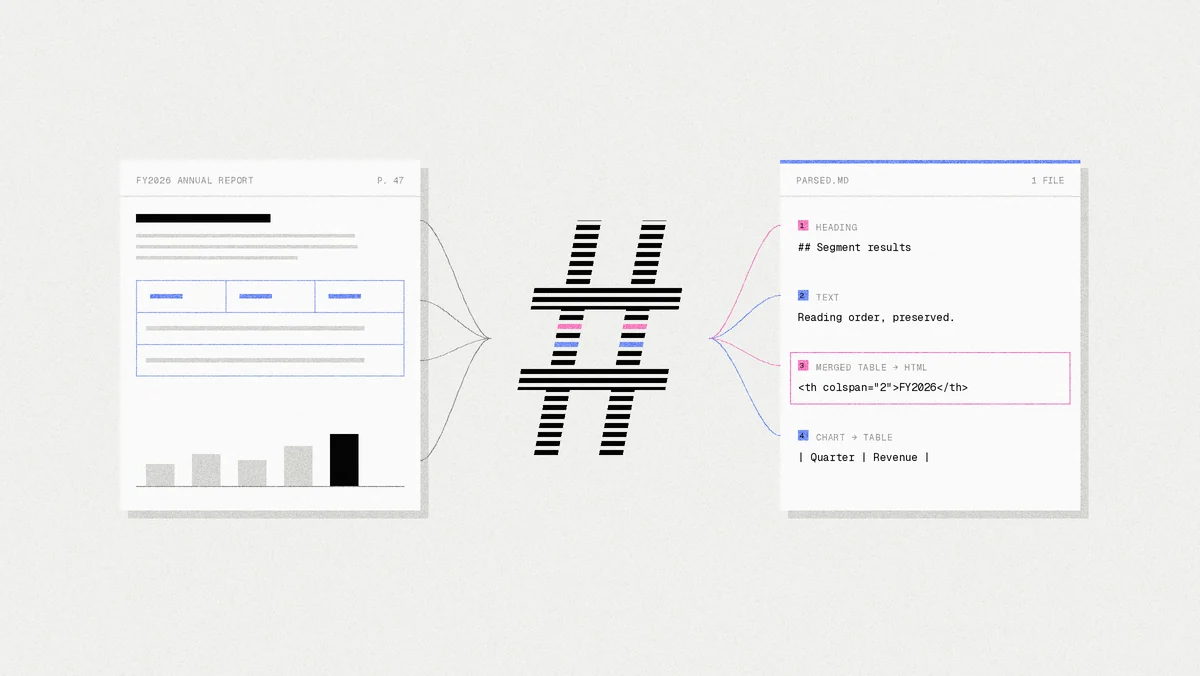 FY2026 ANNUAL REPORT P. 47
#
PARSED.MD 1 FILE
1 HEADING
## Segment results
2 TEXT
Reading order, preserved.
3 MERGED TABLE → HTML
<th colspan="2">FY2026</th>
4 CHART → TABLE
| Quarter | Revenue |